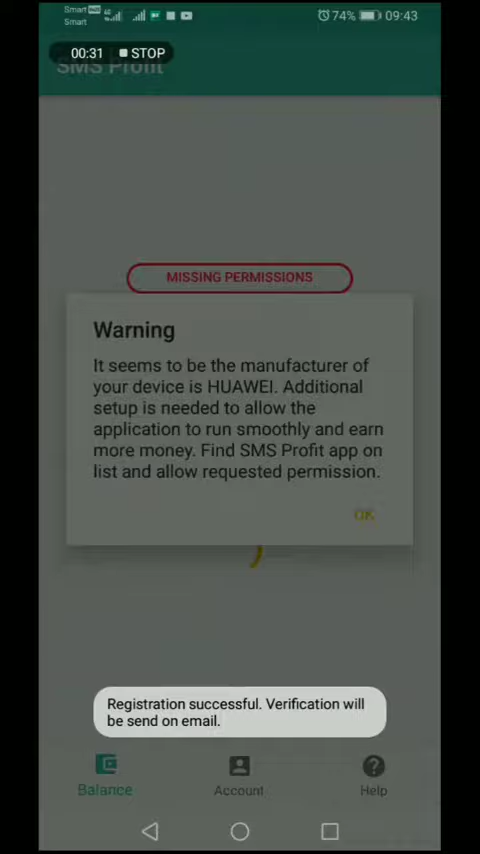 Smart
Smart
74% 09:43
00:31 STOP
SMS Profit
MISSING PERMISSIONS
Warning
It seems to be the manufacturer of
your device is HUAWEI. Additional
setup is needed to allow the
application to run smoothly and earn
more money. Find SMS Profit app on
list and allow requested permission.
OK
Registration successful. Verification will
be send on email.
Balance Account Help